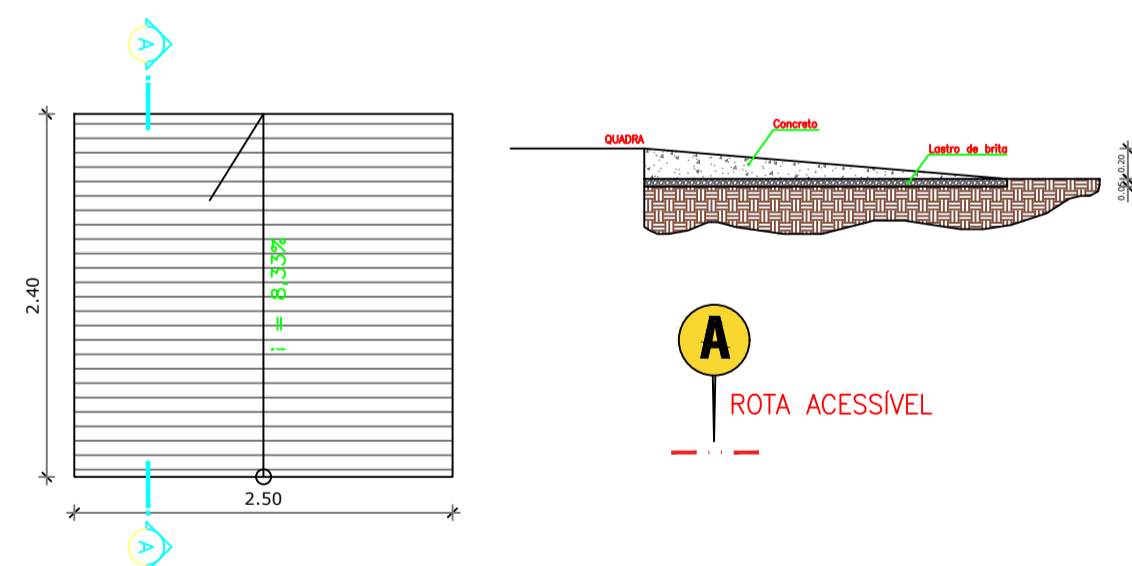 A
2.40
i = 8,33%
2.50
A
QUADRA
Concreto
Lastro de brita
0.20
0.05
A
ROTA ACESSÍVEL